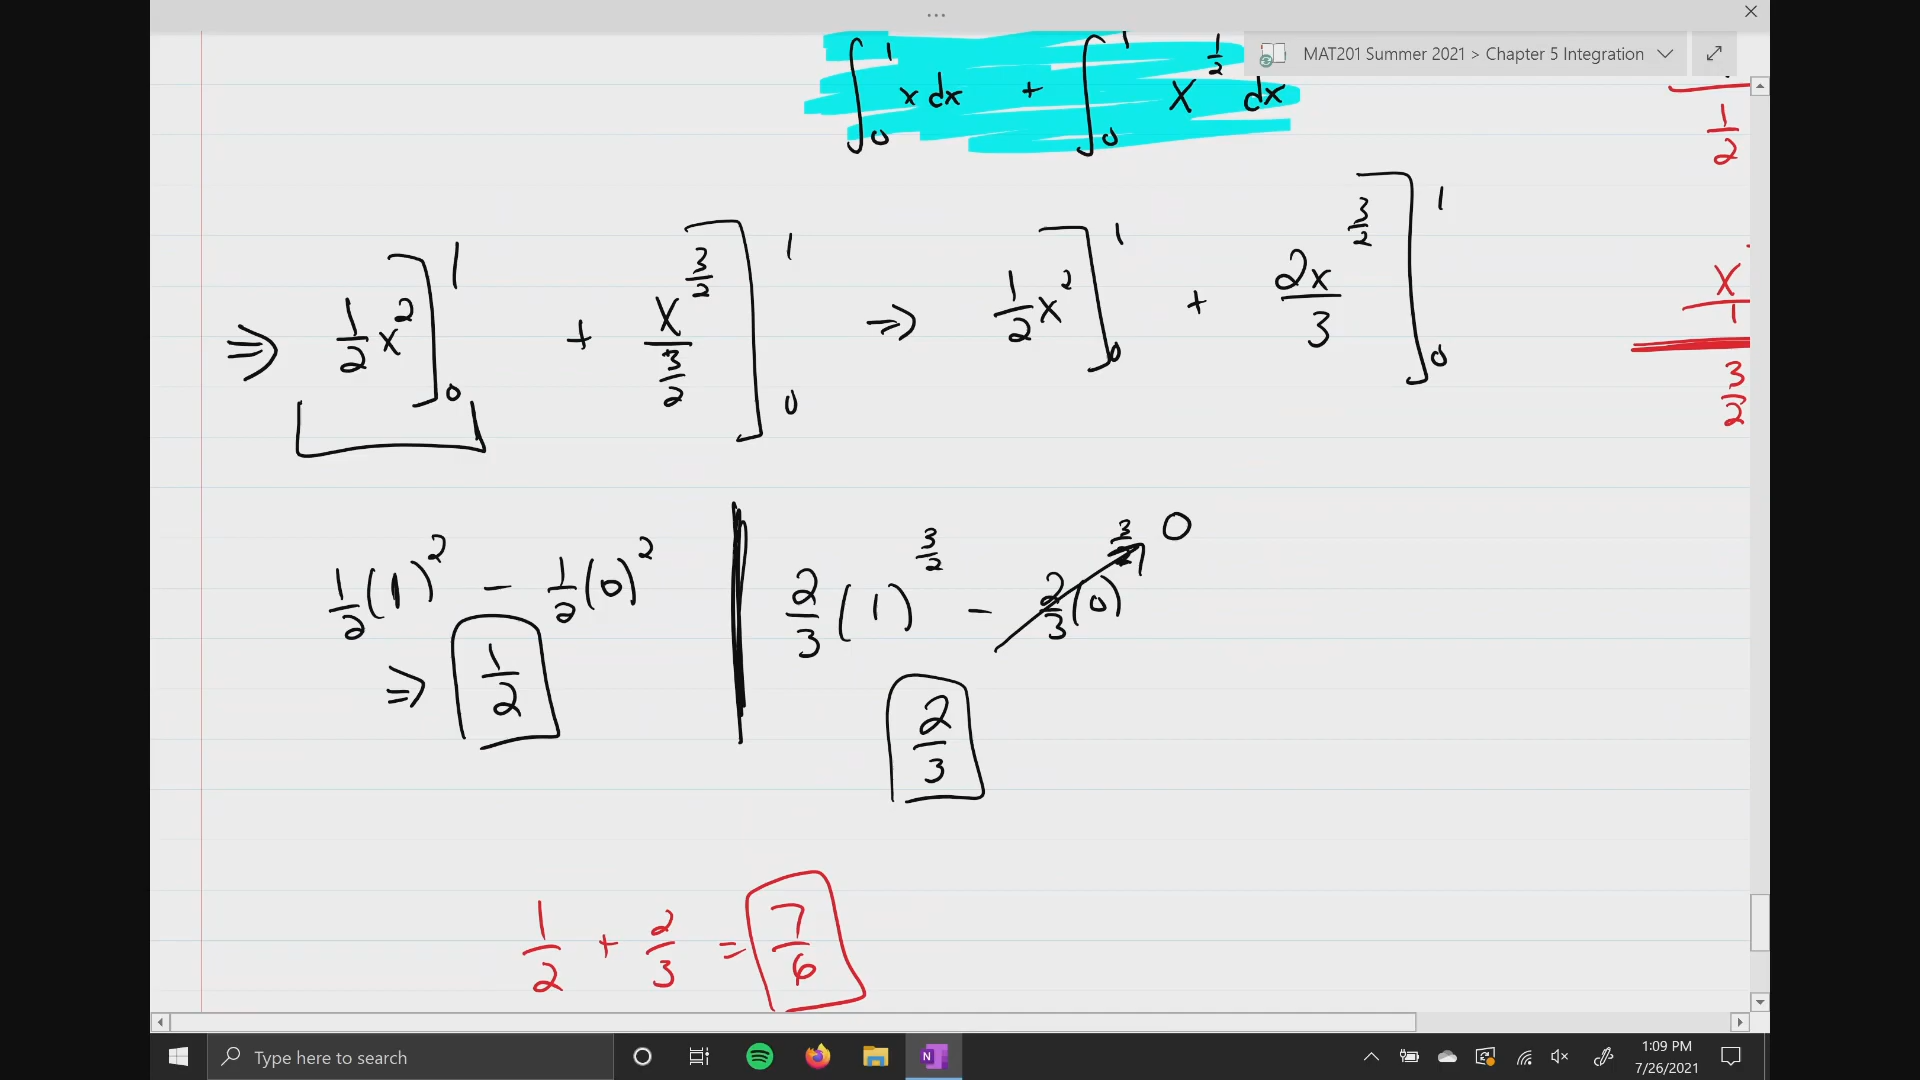 MAT201 Summer 2021 > Chapter 5 Integration
∫₀¹ x dx + ∫₀¹ x^(1/2) dx
1/2
⇒ 1/2 x² ]₀¹ + x^(3/2) / (3/2) ]₀¹ ⇒ 1/2 x² ]₀¹ + 2x^(3/2) / 3 ]₀¹
x
1
3/2
1/2 (1)² − 1/2 (0)² | 2/3 (1)^(3/2) − 2/3 (0)^(3/2) 0
⇒ 1/2
2/3
1/2 + 2/3 = 7/6
Type here to search
1:09 PM
7/26/2021